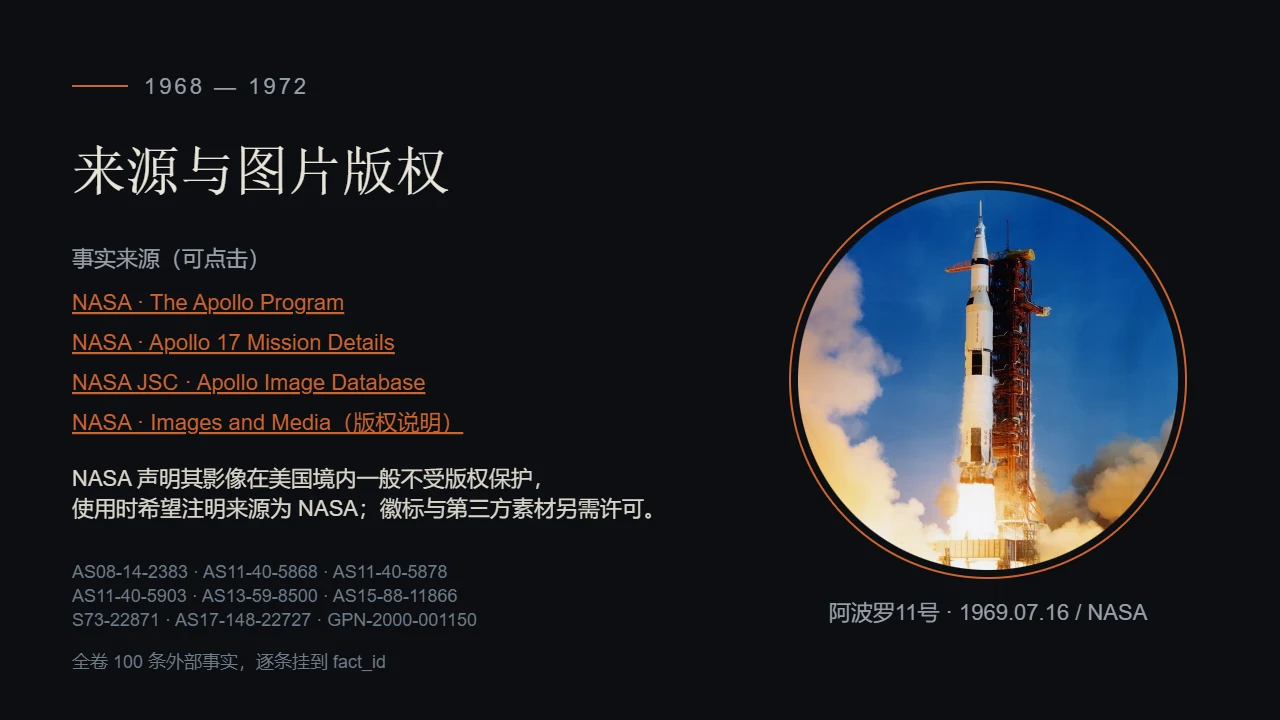 1968 — 1972
来源与图片版权
事实来源（可点击）
NASA · The Apollo Program
NASA · Apollo 17 Mission Details
NASA JSC · Apollo Image Database
NASA · Images and Media（版权说明）
NASA 声明其影像在美国境内一般不受版权保护，
使用时希望注明来源为 NASA；徽标与第三方素材另需许可。
AS08-14-2383 · AS11-40-5868 · AS11-40-5878
AS11-40-5903 · AS13-59-8500 · AS15-88-11866
S73-22871 · AS17-148-22727 · GPN-2000-001150
全卷 100 条外部事实，逐条挂到 fact_id
阿波罗11号 · 1969.07.16 / NASA